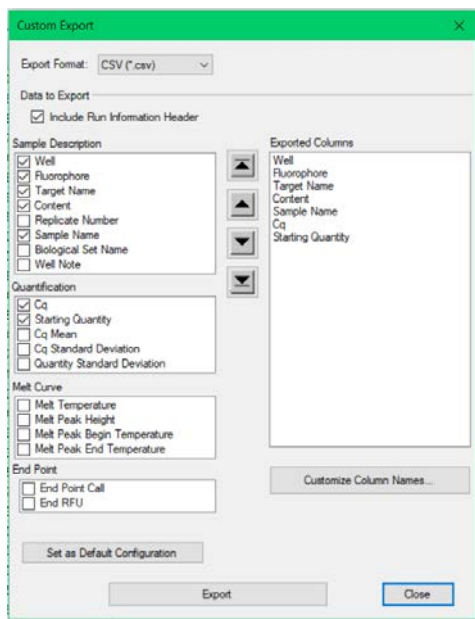 Custom Export
Export Format: CSV (*.csv)
Data to Export
Include Run Information Header
Sample Description
Well
Fluorophore
Target Name
Content
Replicate Number
Sample Name
Biological Set Name
Well Note
Quantification
Cq
Starting Quantity
Cq Mean
Cq Standard Deviation
Quantity Standard Deviation
Melt Curve
Melt Temperature
Melt Peak Height
Melt Peak Begin Temperature
Melt Peak End Temperature
End Point
End Point Call
End RFU
Exported Columns
Well
Fluorophore
Target Name
Content
Sample Name
Cq
Starting Quantity
Customize Column Names...
Set as Default Configuration
Export
Close